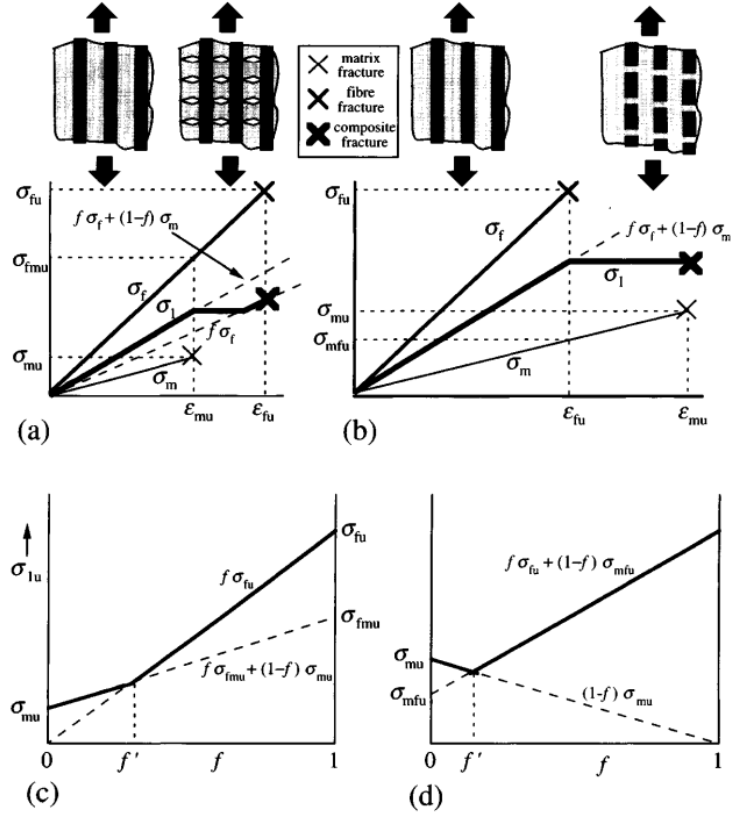 matrix
fracture
fibre
fracture
composite
fracture
σfu
σfmu
σmu
f σf + (1–f) σm
σf
σ1
f σf
σm
εmu
εfu
(a)
σfu
σmu
σmfu
σf
f σf + (1–f) σm
σ1
σm
εfu
εmu
(b)
σ1u
σmu
f σfu
σfu
σfmu
f σfmu + (1–f) σmu
0
f '
f
1
(c)
σmu
σmfu
f σfu + (1–f) σmfu
(1-f) σmu
0
f '
f
1
(d)